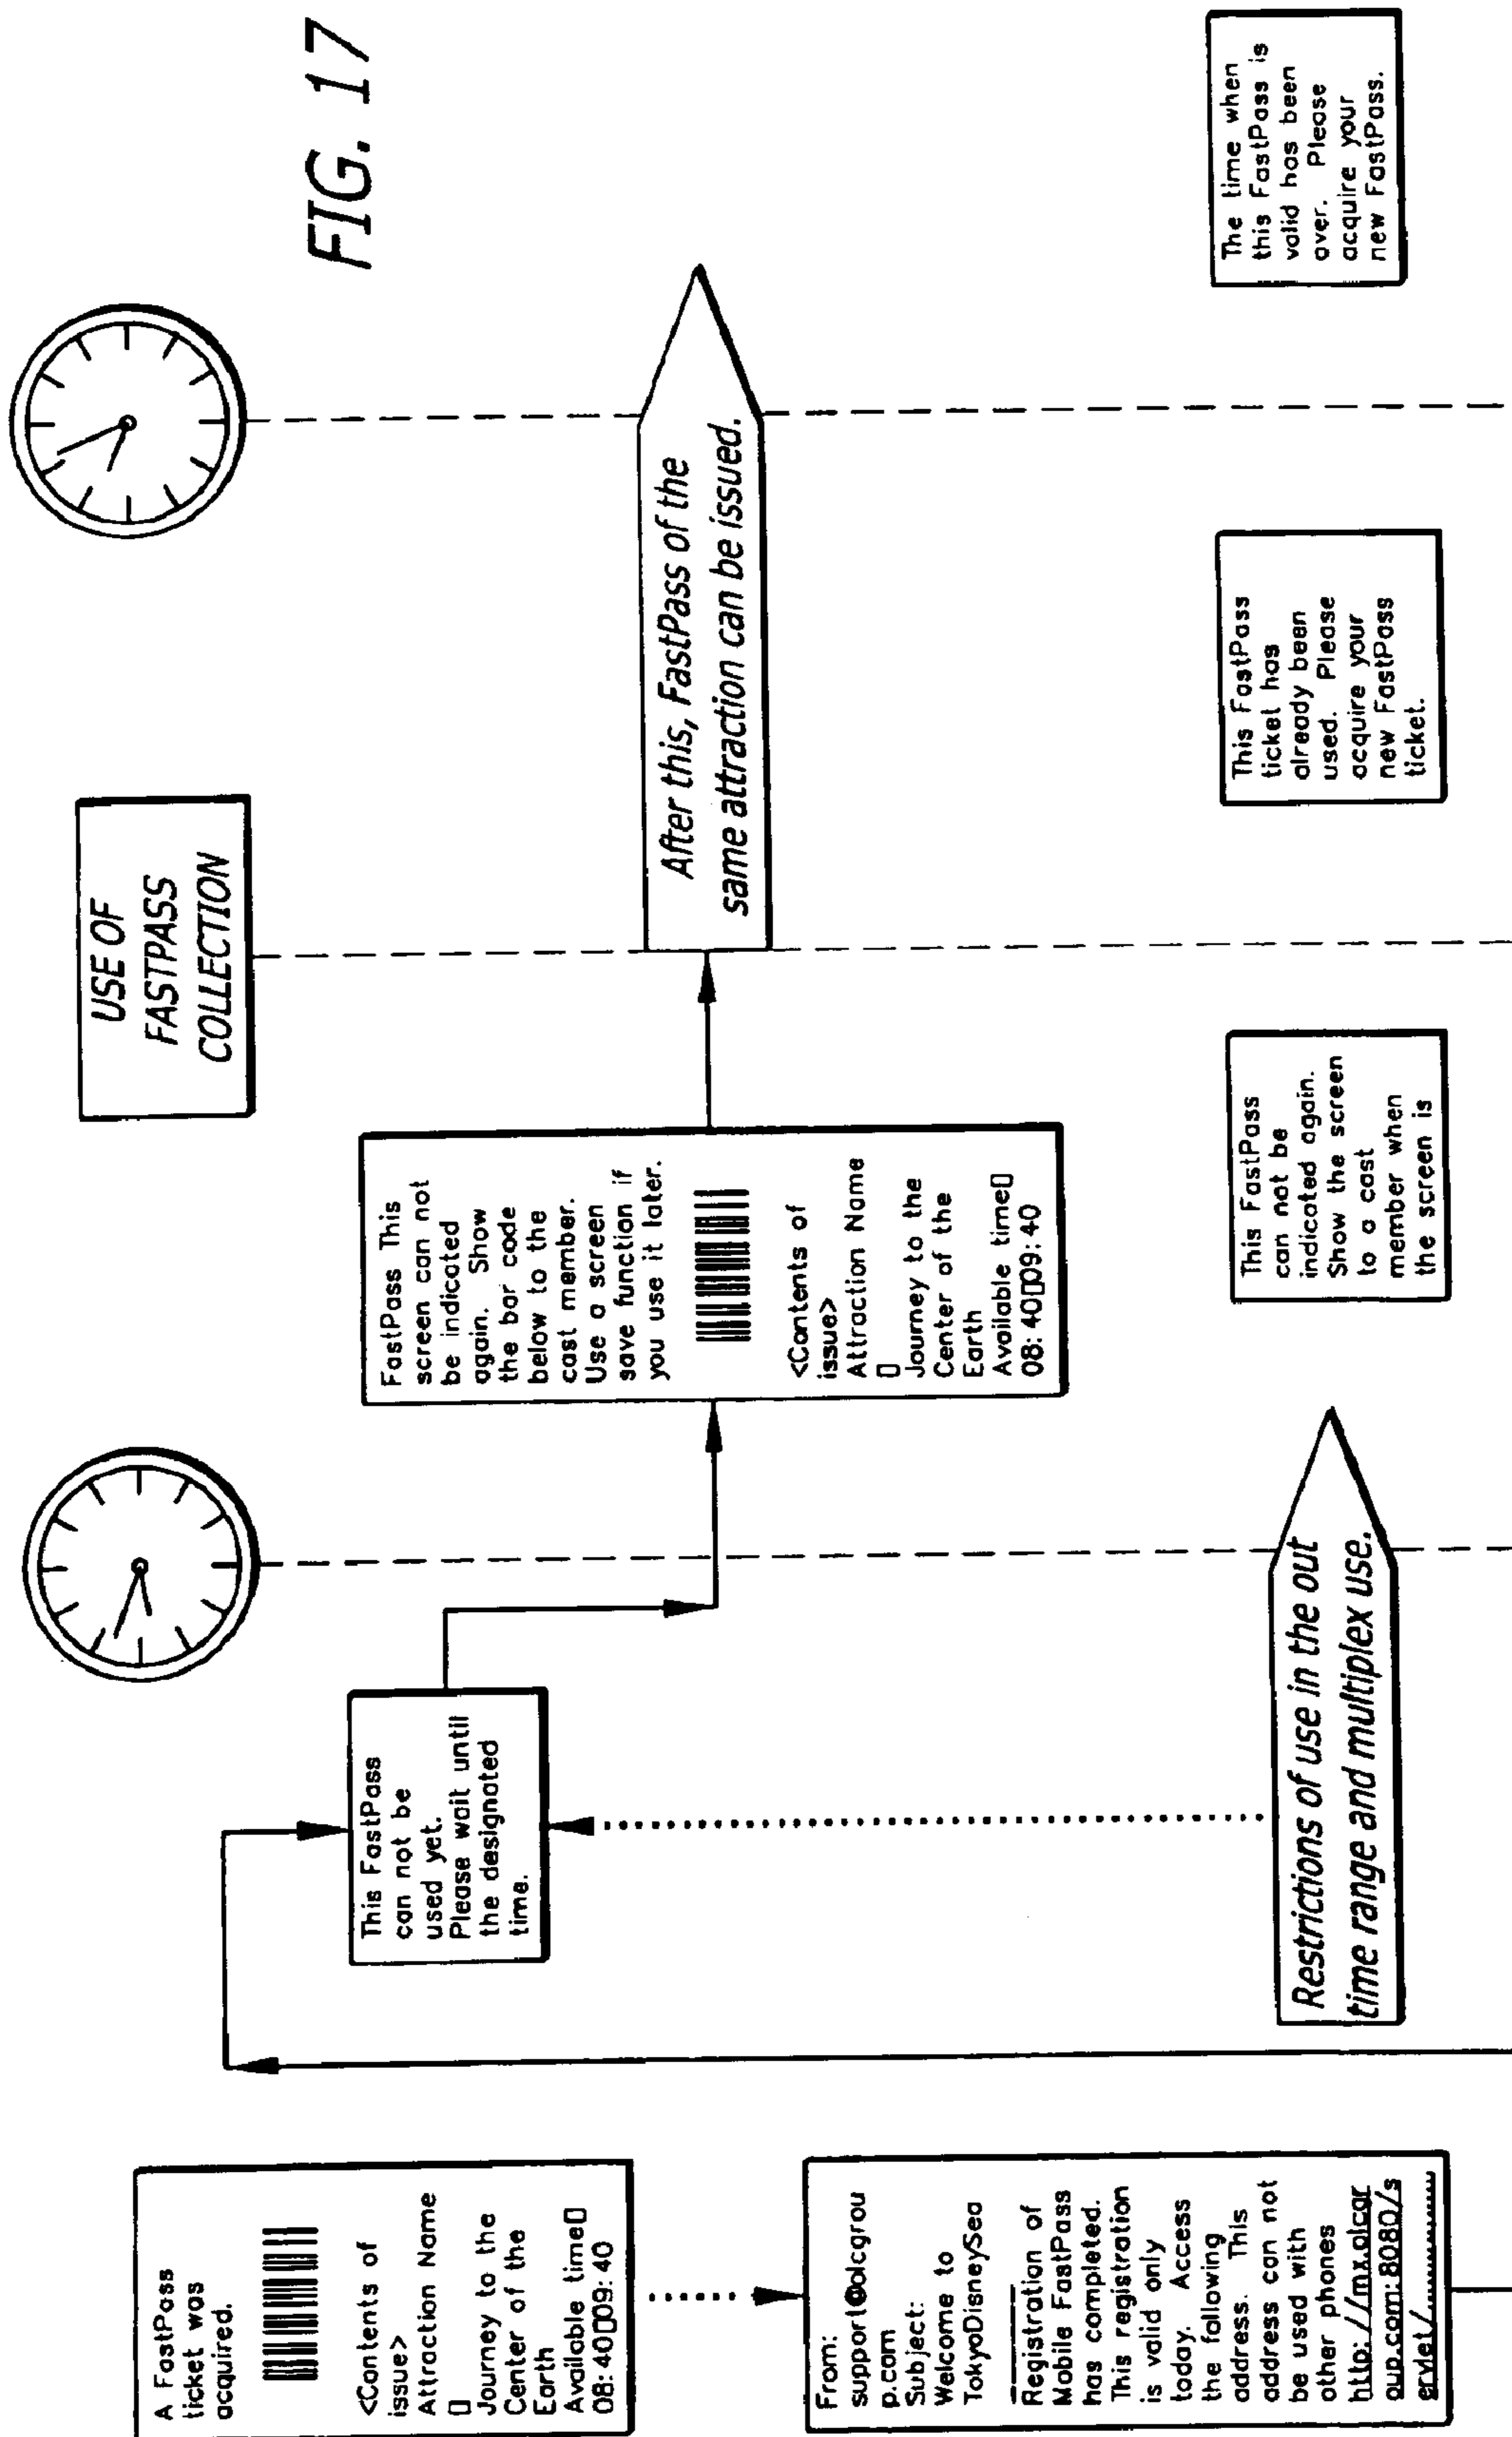 FIG. 17
A FastPass
ticket was
acquired.
<Contents of
issue>
Attraction Name
▯
Journey to the
Center of the
Earth
Available time▯
08:40▯09:40
From:
support@olcgrou
p.com
Subject:
Welcome to
TokyoDisneySea
Registration of
Mobile FastPass
has completed.
This registration
is valid only
today. Access
the following
address. This
address can not
be used with
other phones
http://mx.olcgr
oup.com:8080/s
ervlet/..............
This FastPass
can not be
used yet.
Please wait until
the designated
time.
Restrictions of use in the out
time range and multiplex use.
FastPass This
screen can not
be indicated
again. Show
the bar code
below to the
cast member.
Use a screen
save function if
you use it later.
<Contents of
issue>
Attraction Name
▯
Journey to the
Center of the
Earth
Available time▯
08:40▯09:40
This FastPass
can not be
indicated again.
Show the screen
to a cast
member when
the screen is
USE OF
FASTPASS
COLLECTION
After this, FastPass of the
same attraction can be issued.
This FastPass
ticket has
already been
used. Please
acquire your
new FastPass
ticket.
The time when
this FastPass is
valid has been
over. Please
acquire your
new FastPass.